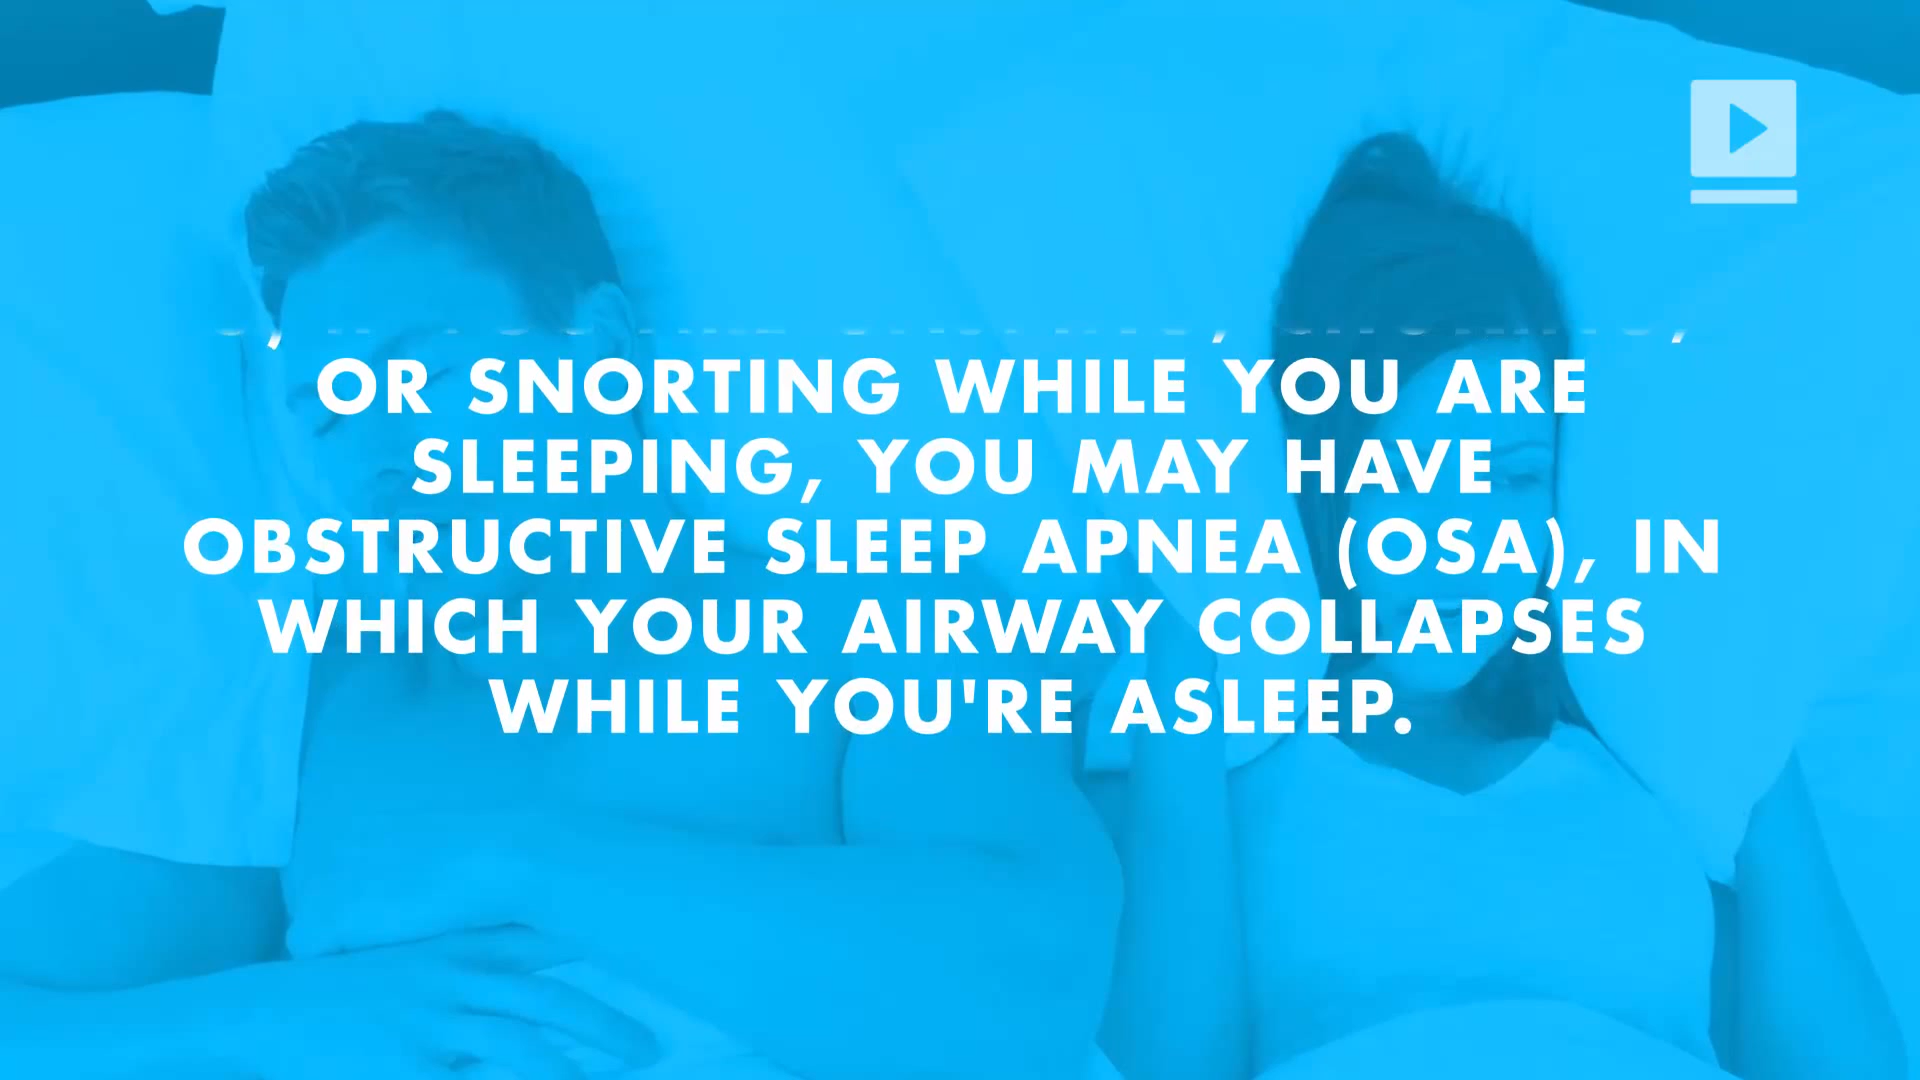 OR SNORTING WHILE YOU ARE
SLEEPING, YOU MAY HAVE
OBSTRUCTIVE SLEEP APNEA (OSA), IN
WHICH YOUR AIRWAY COLLAPSES
WHILE YOU'RE ASLEEP.